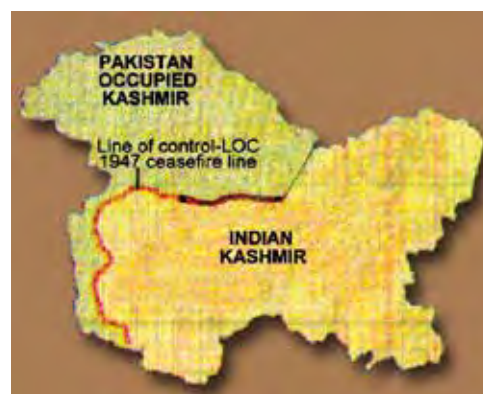 PAKISTAN
OCCUPIED
KASHMIR
Line of control-LOC
1947 ceasefire line
INDIAN
KASHMIR